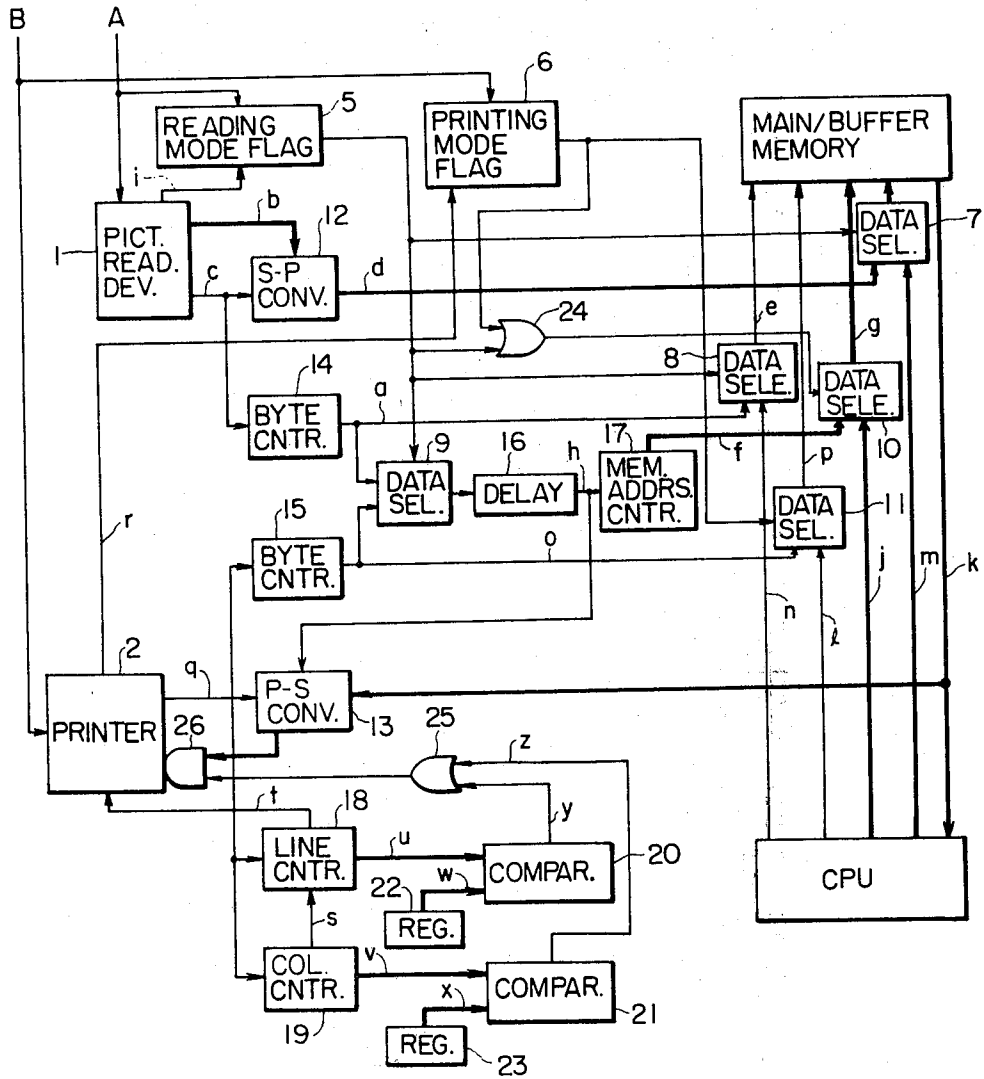 B
A
6
5
READING
MODE FLAG
PRINTING
MODE
FLAG
MAIN/BUFFER
MEMORY
i
b
12
1
PICT.
READ.
DEV.
c
S-P
CONV.
d
DATA
SEL.
7
24
e
g
8
DATA
SELE.
14
BYTE
CNTR.
a
DATA
SELE.
10
9
16
17
f
p
DATA
SEL.
DELAY
h
MEM.
ADDRS.
CNTR.
DATA
SEL.
11
r
15
BYTE
CNTR.
o
j
m
k
n
l
2
PRINTER
q
P-S
CONV.
13
26
25
z
t
18
y
LINE
CNTR.
u
COMPAR.
20
CPU
22
w
REG.
s
COL.
CNTR.
v
COMPAR.
21
19
x
REG.
23